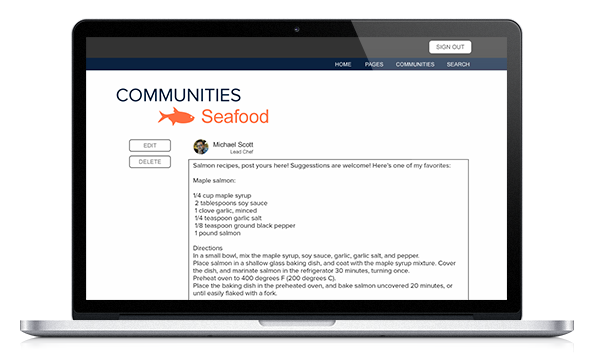 SIGN OUT
HOME PAGES COMMUNITIES SEARCH
COMMUNITIES
Seafood
EDIT
DELETE
Michael Scott
Lead Chef
Salmon recipes, post yours here! Suggesstions are welcome! Here's one of my favorites:
Maple salmon:
1/4 cup maple syrup
2 tablespoons soy sauce
1 clove garlic, minced
1/4 teaspoon garlic salt
1/8 teaspoon ground black pepper
1 pound salmon
Directions
In a small bowl, mix the maple syrup, soy sauce, garlic, garlic salt, and pepper.
Place salmon in a shallow glass baking dish, and coat with the maple syrup mixture. Cover
the dish, and marinate salmon in the refrigerator 30 minutes, turning once.
Preheat oven to 400 degrees F (200 degrees C).
Place the baking dish in the preheated oven, and bake salmon uncovered 20 minutes, or
until easily flaked with a fork.